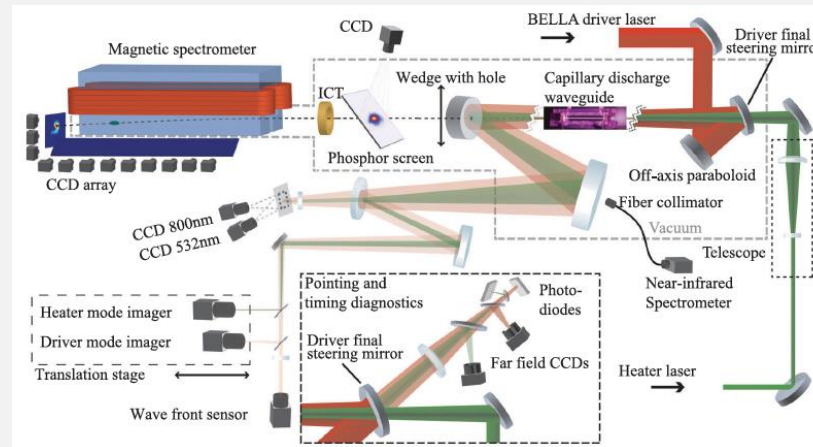 CCD
BELLA driver laser
Driver final
steering mirror
Magnetic spectrometer
ICT
Wedge with hole
Capillary discharge
waveguide
Phosphor screen
CCD array
Off-axis paraboloid
Fiber collimator
Vacuum
Telescope
CCD 800nm
CCD 532nm
Near-infrared
Spectrometer
Pointing and
timing diagnostics
Photo-
diodes
Heater mode imager
Driver mode imager
Driver final
steering mirror
Far field CCDs
Translation stage
Heater laser
Wave front sensor